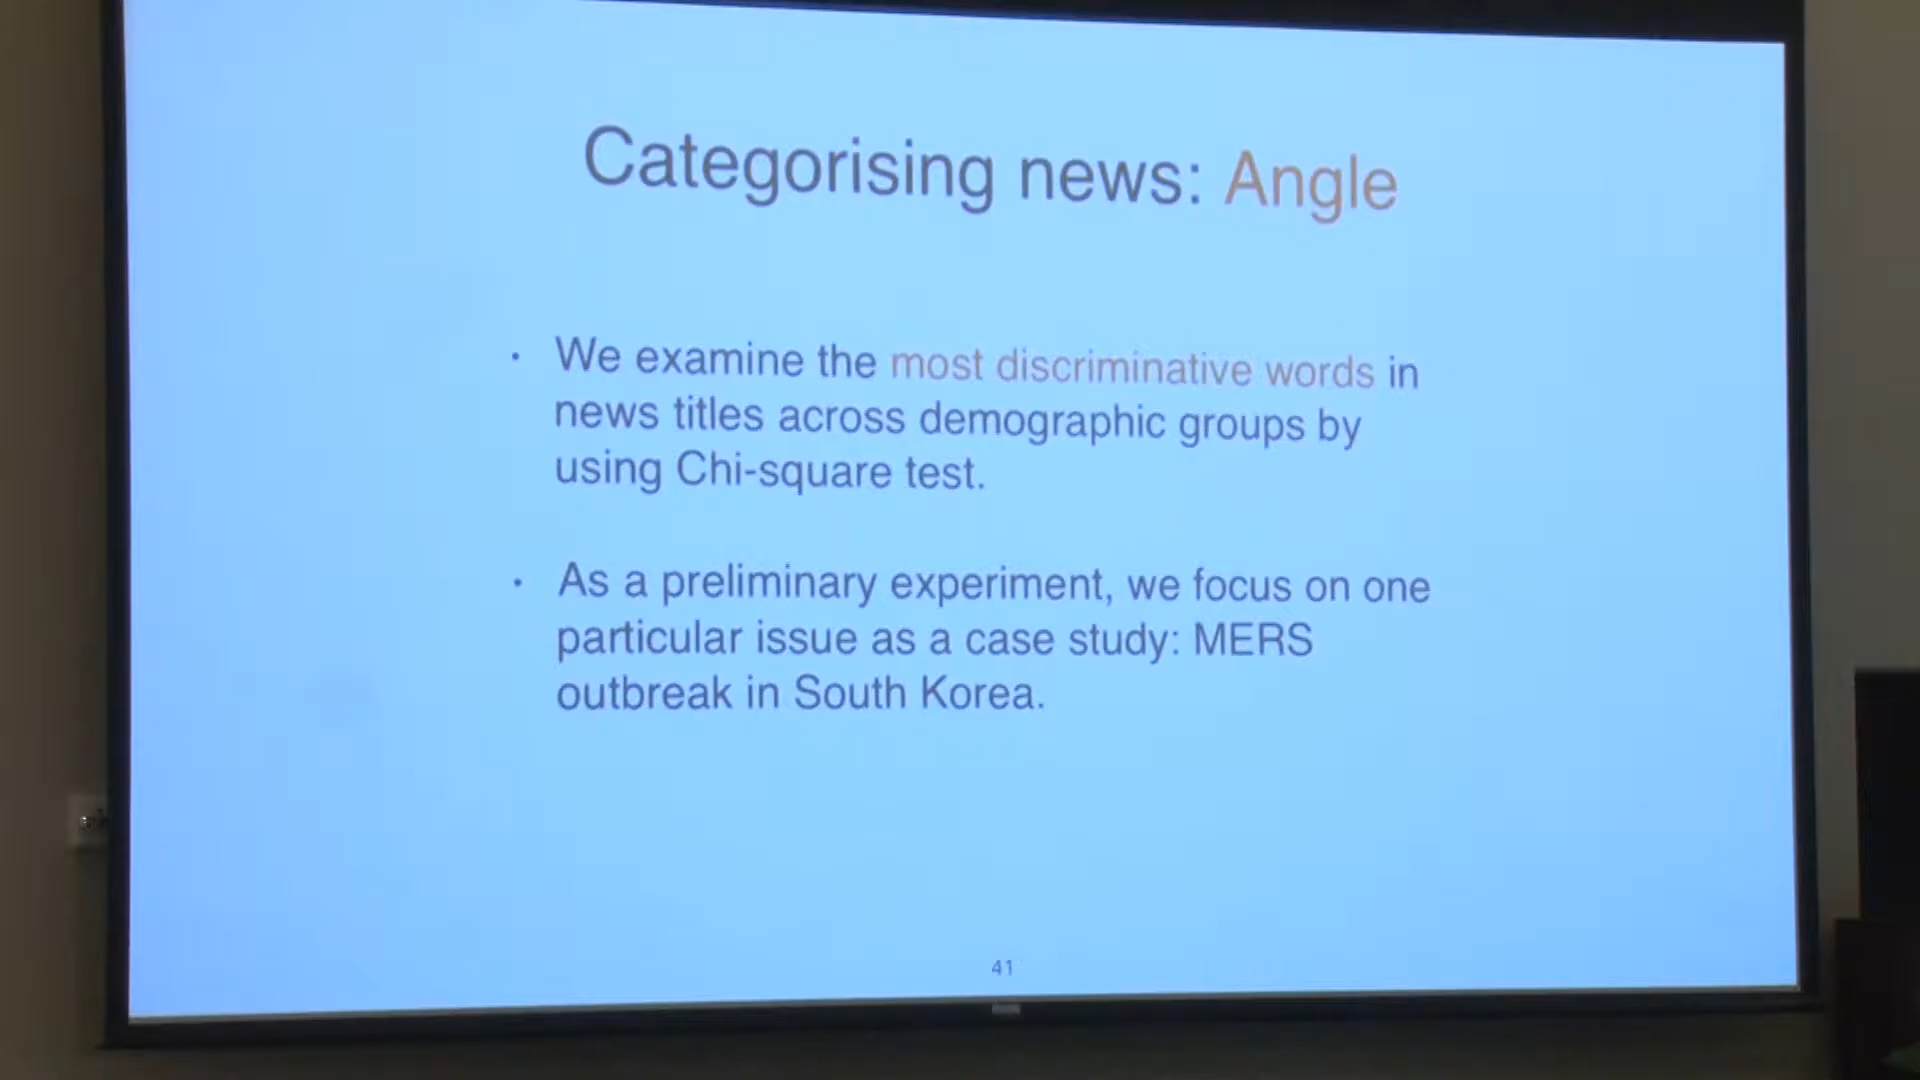 Categorising news: Angle
· We examine the most discriminative words in
news titles across demographic groups by
using Chi-square test.
· As a preliminary experiment, we focus on one
particular issue as a case study: MERS
outbreak in South Korea.
41